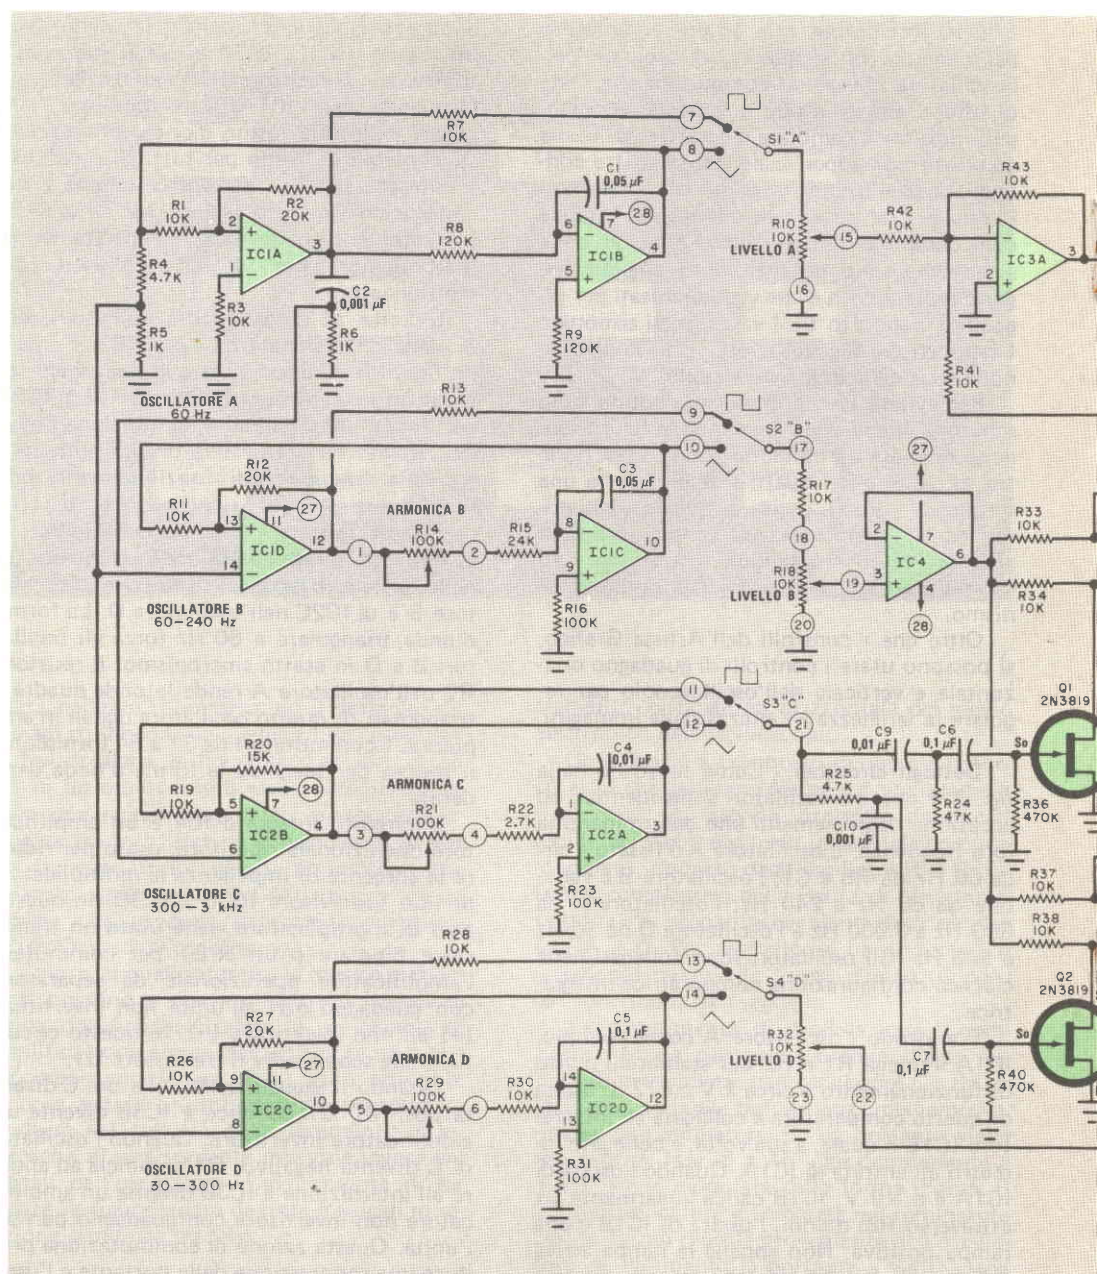 7
R7
10K
S1 "A"
8
C1
0,05 µF
R43
10K
R1
10K
R2
20K
2
+
IC1A
3
1
−
R8
120K
6
−
7
28
IC1B
4
5
+
R10
10K
LIVELLO A
15
R42
10K
1
−
IC3A
3
2
+
R4
4.7K
C2
0,001 µF
16
R3
10K
R5
1K
R6
1K
R9
120K
R41
10K
OSCILLATORE A
60 Hz
R13
10K
9
S2 "B"
10
17
27
R12
20K
C3
0,05 µF
R17
10K
R11
10K
13
+
11
27
IC1D
12
14
−
ARMONICA B
1
R14
100K
2
R15
24K
8
−
IC1C
10
9
+
18
2
−
7
IC4
6
3
+
4
R33
10K
R18
10K
LIVELLO B
19
R34
10K
28
20
R16
100K
OSCILLATORE B
60–240 Hz
11
S3 "C"
12
21
Q1
2N3819
So
R20
15K
C4
0,01 µF
C9
0,01 µF
C6
0,1 µF
R19
10K
5
+
7
28
IC2B
4
6
−
ARMONICA C
3
R21
100K
4
R22
2.7K
1
−
IC2A
3
2
+
R25
4.7K
C10
0,001 µF
R24
47K
R36
470K
R23
100K
OSCILLATORE C
300–3 kHz
R37
10K
R38
10K
R28
10K
13
S4 "D"
14
Q2
2N3819
So
R27
20K
C5
0,1 µF
R26
10K
9
+
11
27
IC2C
10
8
−
ARMONICA D
5
R29
100K
6
R30
10K
14
−
IC2D
12
13
+
R32
10K
LIVELLO D
23
22
C7
0,1 µF
R40
470K
R31
100K
OSCILLATORE D
30–300 Hz